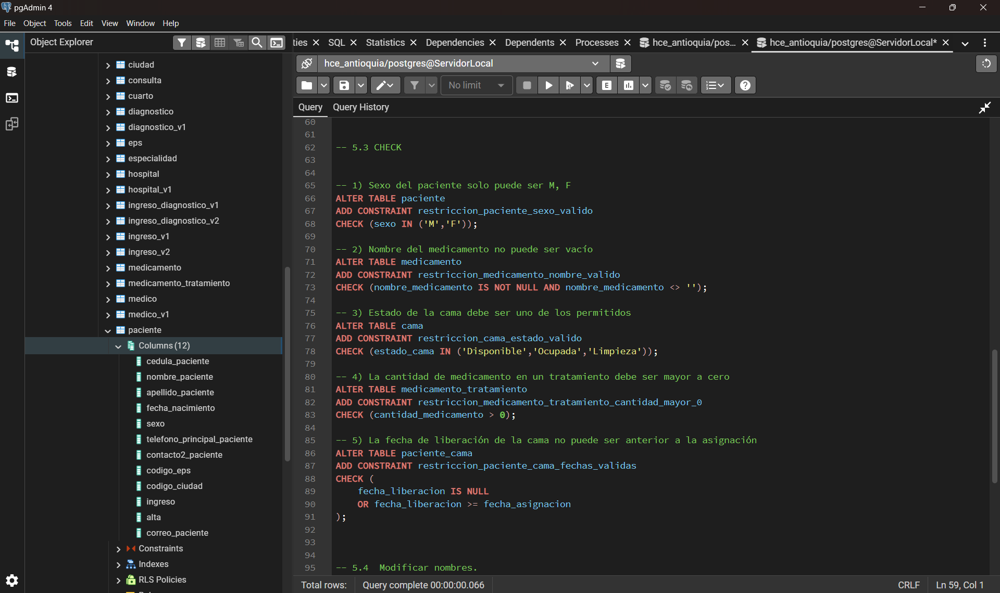 pgAdmin 4
File Object Tools Edit View Window Help
Object Explorer
ties SQL Statistics Dependencies Dependents Processes hce_antioquia/pos... hce_antioquia/postgres@ServidorLocal*
hce_antioquia/postgres@ServidorLocal
No limit
Query Query History
ciudad
consulta
cuarto
diagnostico
diagnostico_v1
eps
especialidad
hospital
hospital_v1
ingreso_diagnostico_v1
ingreso_diagnostico_v2
ingreso_v1
ingreso_v2
medicamento
medicamento_tratamiento
medico
medico_v1
paciente
Columns (12)
cedula_paciente
nombre_paciente
apellido_paciente
fecha_nacimiento
sexo
telefono_principal_paciente
contacto2_paciente
codigo_eps
codigo_ciudad
ingreso
alta
correo_paciente
Constraints
Indexes
RLS Policies
60
61
62 -- 5.3 CHECK
63
64
65 -- 1) Sexo del paciente solo puede ser M, F
66 ALTER TABLE paciente
67 ADD CONSTRAINT restriccion_paciente_sexo_valido
68 CHECK (sexo IN ('M','F'));
69
70 -- 2) Nombre del medicamento no puede ser vacío
71 ALTER TABLE medicamento
72 ADD CONSTRAINT restriccion_medicamento_nombre_valido
73 CHECK (nombre_medicamento IS NOT NULL AND nombre_medicamento <> '');
74
75 -- 3) Estado de la cama debe ser uno de los permitidos
76 ALTER TABLE cama
77 ADD CONSTRAINT restriccion_cama_estado_valido
78 CHECK (estado_cama IN ('Disponible','Ocupada','Limpieza'));
79
80 -- 4) La cantidad de medicamento en un tratamiento debe ser mayor a cero
81 ALTER TABLE medicamento_tratamiento
82 ADD CONSTRAINT restriccion_medicamento_tratamiento_cantidad_mayor_0
83 CHECK (cantidad_medicamento > 0);
84
85 -- 5) La fecha de liberación de la cama no puede ser anterior a la asignación
86 ALTER TABLE paciente_cama
87 ADD CONSTRAINT restriccion_paciente_cama_fechas_validas
88 CHECK (
89 fecha_liberacion IS NULL
90 OR fecha_liberacion >= fecha_asignacion
91 );
92
93
94
95 -- 5.4 Modificar nombres.
Total rows: Query complete 00:00:00.066 CRLF Ln 59, Col 1